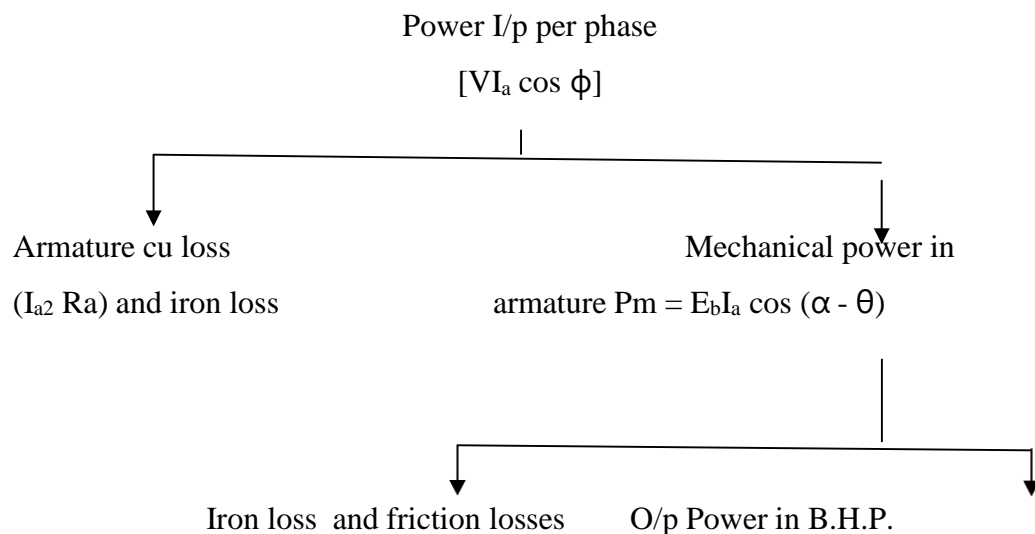 Power I/p per phase
[VIₐ cos ϕ]
Armature cu loss
Mechanical power in
(Iₐ₂ Ra) and iron loss
armature Pm = E_bIₐ cos (α - θ)
Iron loss and friction losses
O/p Power in B.H.P.